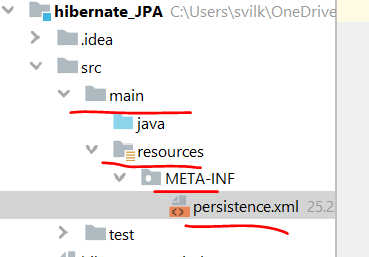 hibernate_JPA C:\Users\svilk\OneDrive
.idea
src
main
java
resources
META-INF
persistence.xml 25.2
test